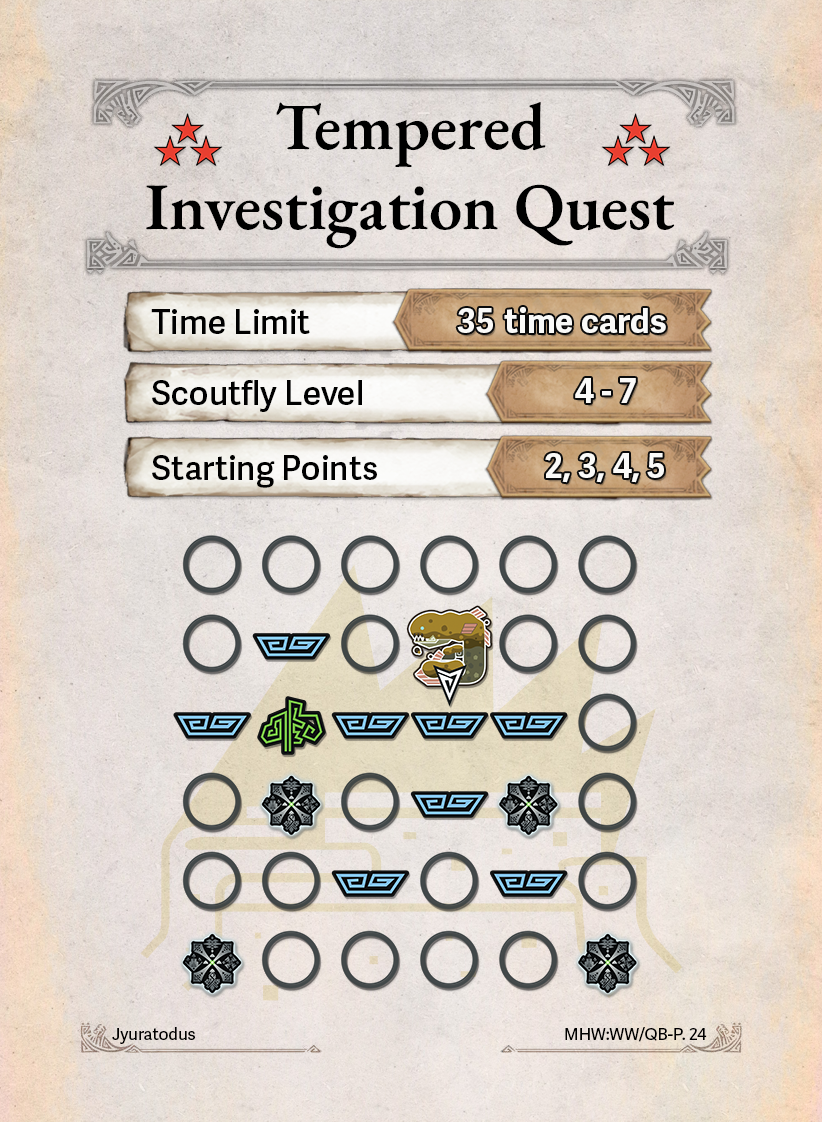 Tempered
Investigation Quest
Time Limit
35 time cards
Scoutfly Level
4 - 7
Starting Points
2, 3, 4, 5
Jyuratodus
MHW:WW/QB-P. 24